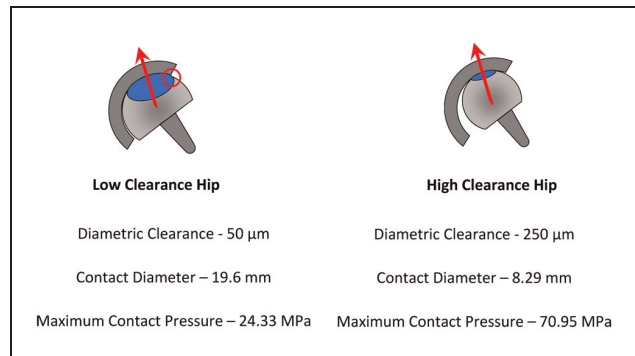 Low Clearance Hip
High Clearance Hip
Diametric Clearance - 50 µm
Diametric Clearance - 250 µm
Contact Diameter – 19.6 mm
Contact Diameter – 8.29 mm
Maximum Contact Pressure – 24.33 MPa
Maximum Contact Pressure – 70.95 MPa